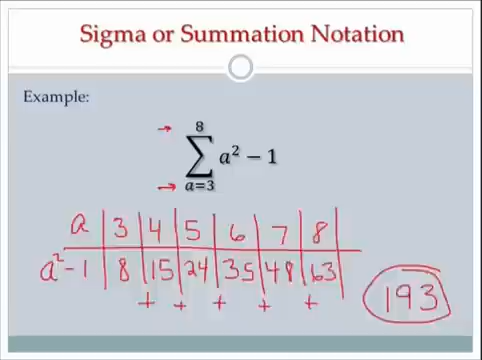 Sigma or Summation Notation
Example:
8
∑ a² − 1
a=3
a 3 4 5 6 7 8
a² − 1 8 15 24 35 48 63
+ + + + +
193